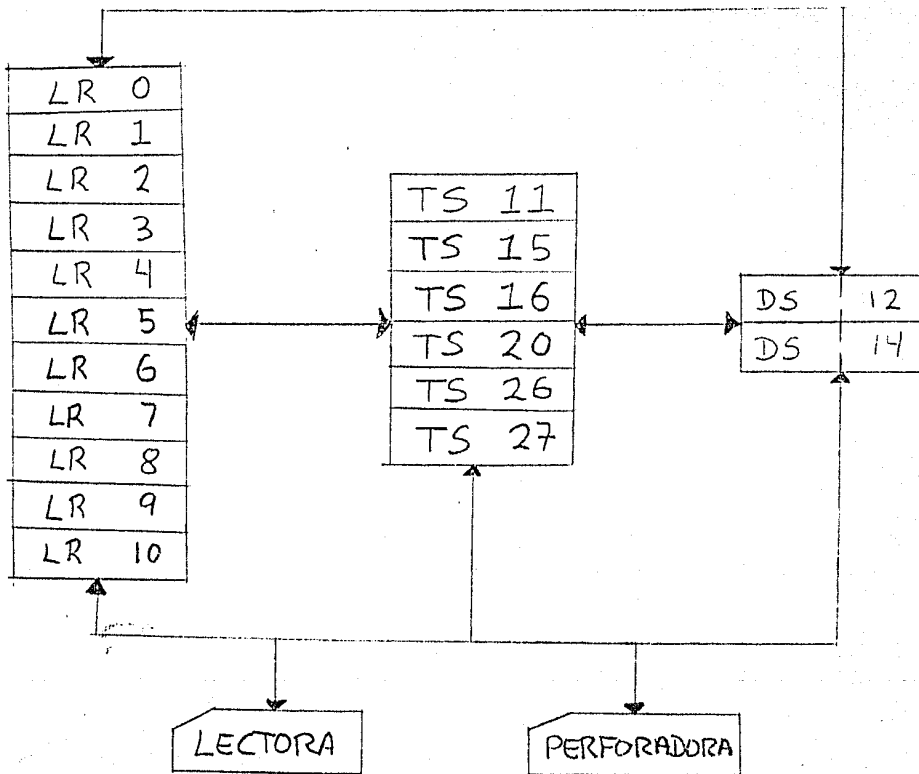 LR 0
LR 1
LR 2
LR 3
LR 4
LR 5
LR 6
LR 7
LR 8
LR 9
LR 10
TS 11
TS 15
TS 16
TS 20
TS 26
TS 27
DS 12
DS 14
LECTORA
PERFORADORA